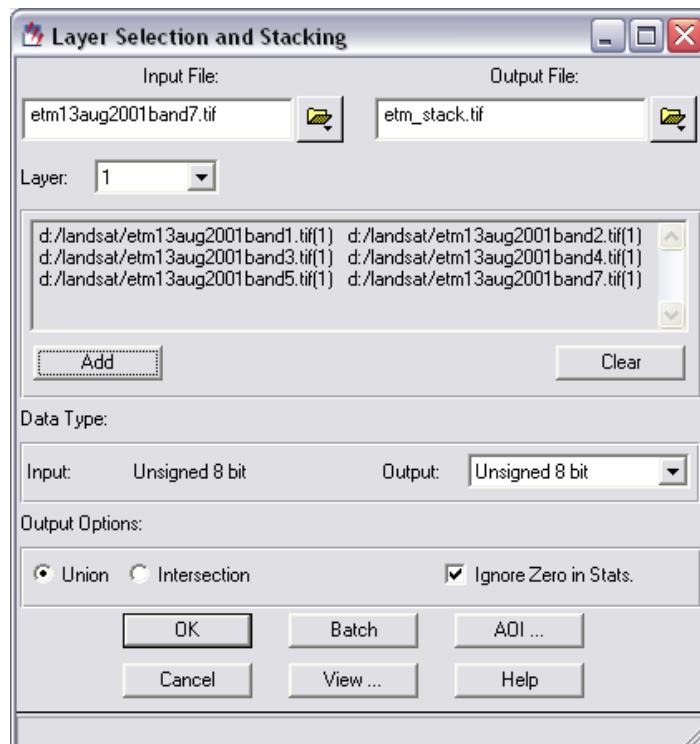 Layer Selection and Stacking
Input File: Output File:
etm13aug2001band7.tif etm_stack.tif
Layer: 1
d:/landsat/etm13aug2001band1.tif(1) d:/landsat/etm13aug2001band2.tif(1)
d:/landsat/etm13aug2001band3.tif(1) d:/landsat/etm13aug2001band4.tif(1)
d:/landsat/etm13aug2001band5.tif(1) d:/landsat/etm13aug2001band7.tif(1)
Add Clear
Data Type:
Input: Unsigned 8 bit Output: Unsigned 8 bit
Output Options:
Union Intersection Ignore Zero in Stats.
OK Batch AOI ...
Cancel View ... Help